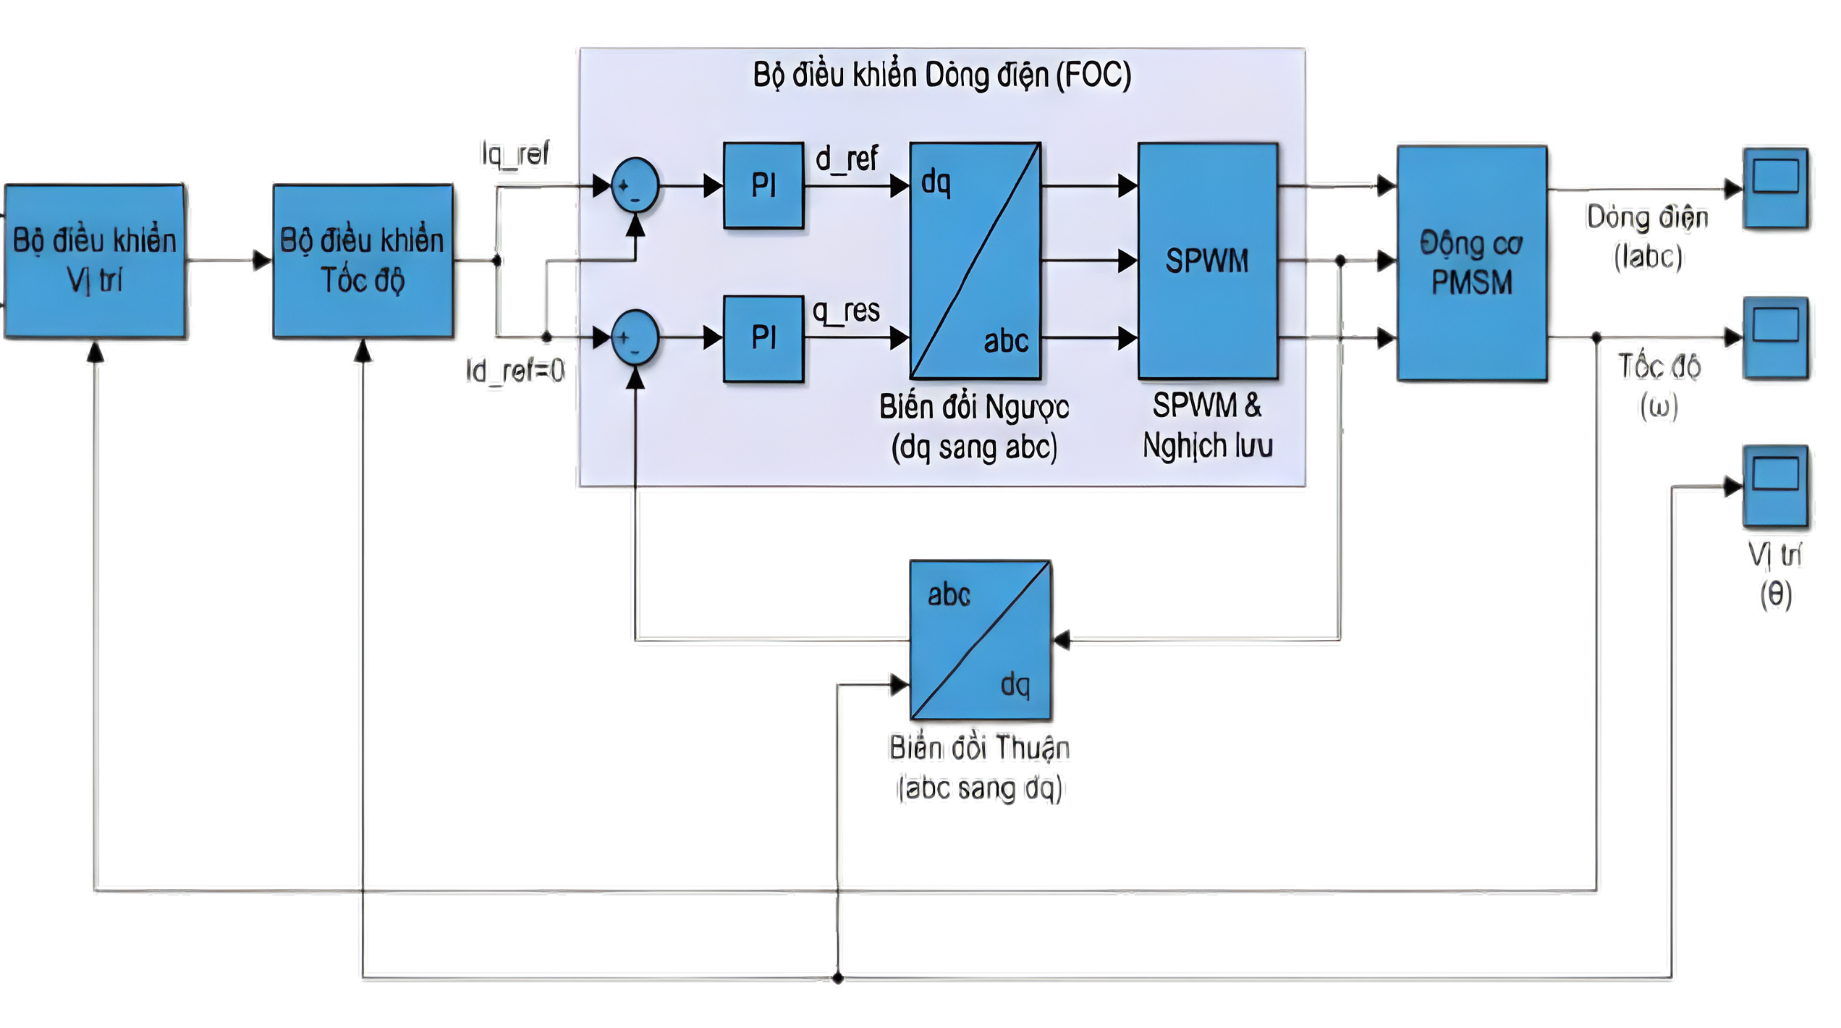 Bộ điều khiển Dòng điện (FOC)
Iq_ref
Bộ điều khiển
Vị trí
Bộ điều khiển
Tốc độ
Id_ref=0
+
-
PI
d_ref
dq
abc
+
-
PI
q_res
Biến đổi Ngược
(dq sang abc)
SPWM
SPWM &
Nghịch lưu
Động cơ
PMSM
Dòng điện
(Iabc)
Tốc độ
(ω)
Vị trí
(θ)
abc
dq
Biển đồi Thuận
(abc sang dq)